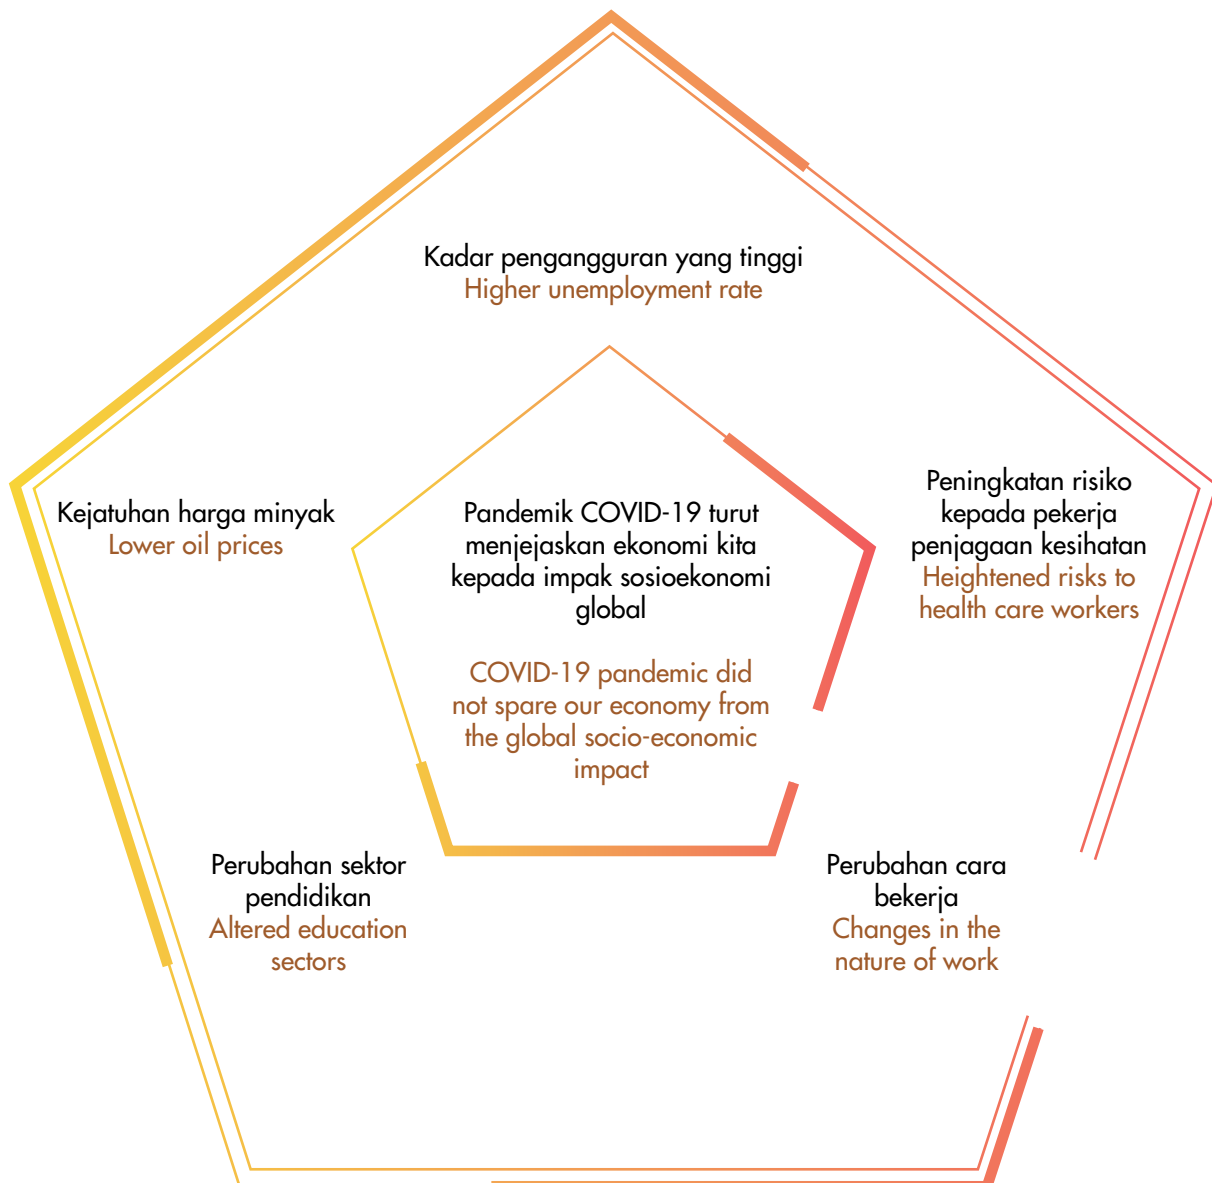 Kadar pengangguran yang tinggi
Higher unemployment rate
Kejatuhan harga minyak
Lower oil prices
Pandemik COVID-19 turut
menjejaskan ekonomi kita
kepada impak sosioekonomi
global
COVID-19 pandemic did
not spare our economy from
the global socio-economic
impact
Peningkatan risiko
kepada pekerja
penjagaan kesihatan
Heightened risks to
health care workers
Perubahan sektor
pendidikan
Altered education
sectors
Perubahan cara
bekerja
Changes in the
nature of work